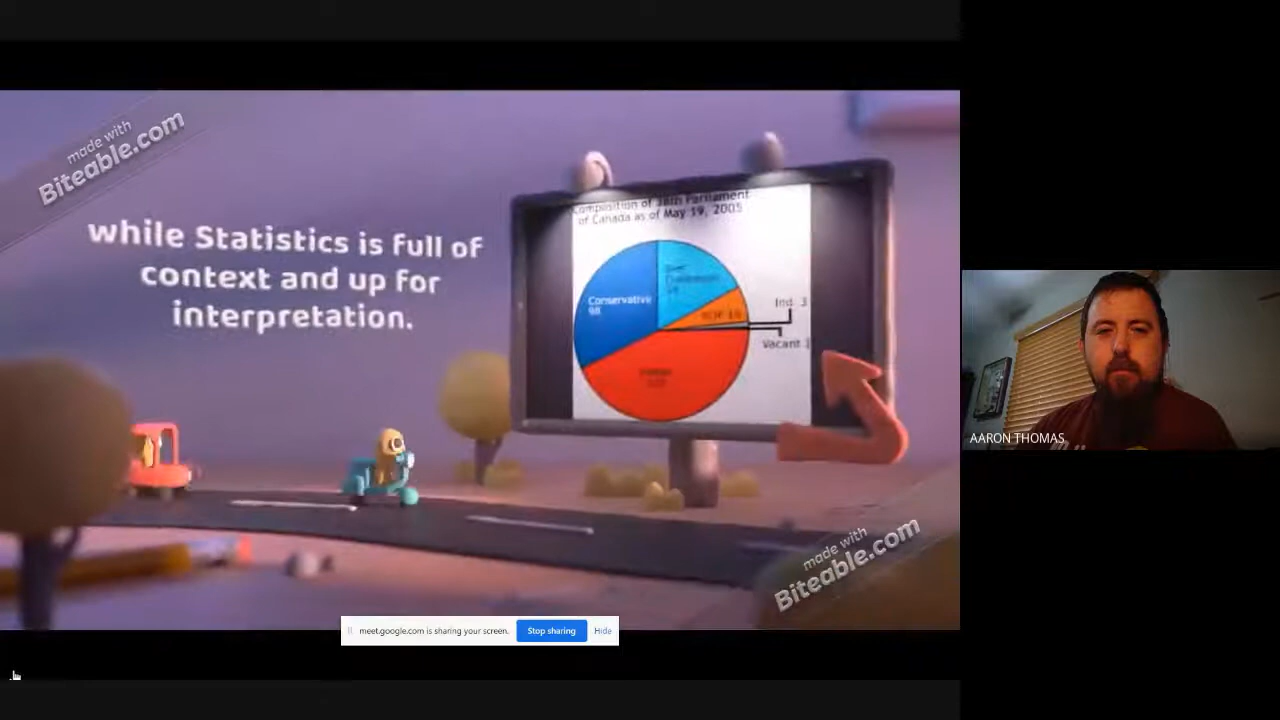 made with
Biteable.com
while Statistics is full of
context and up for
interpretation.
Composition of 38th Parliament
of Canada as of May 19, 2005
Conservative
98
Ind. 3
Vacant 1
made with
Biteable.com
AARON THOMAS
meet.google.com is sharing your screen.
Stop sharing
Hide